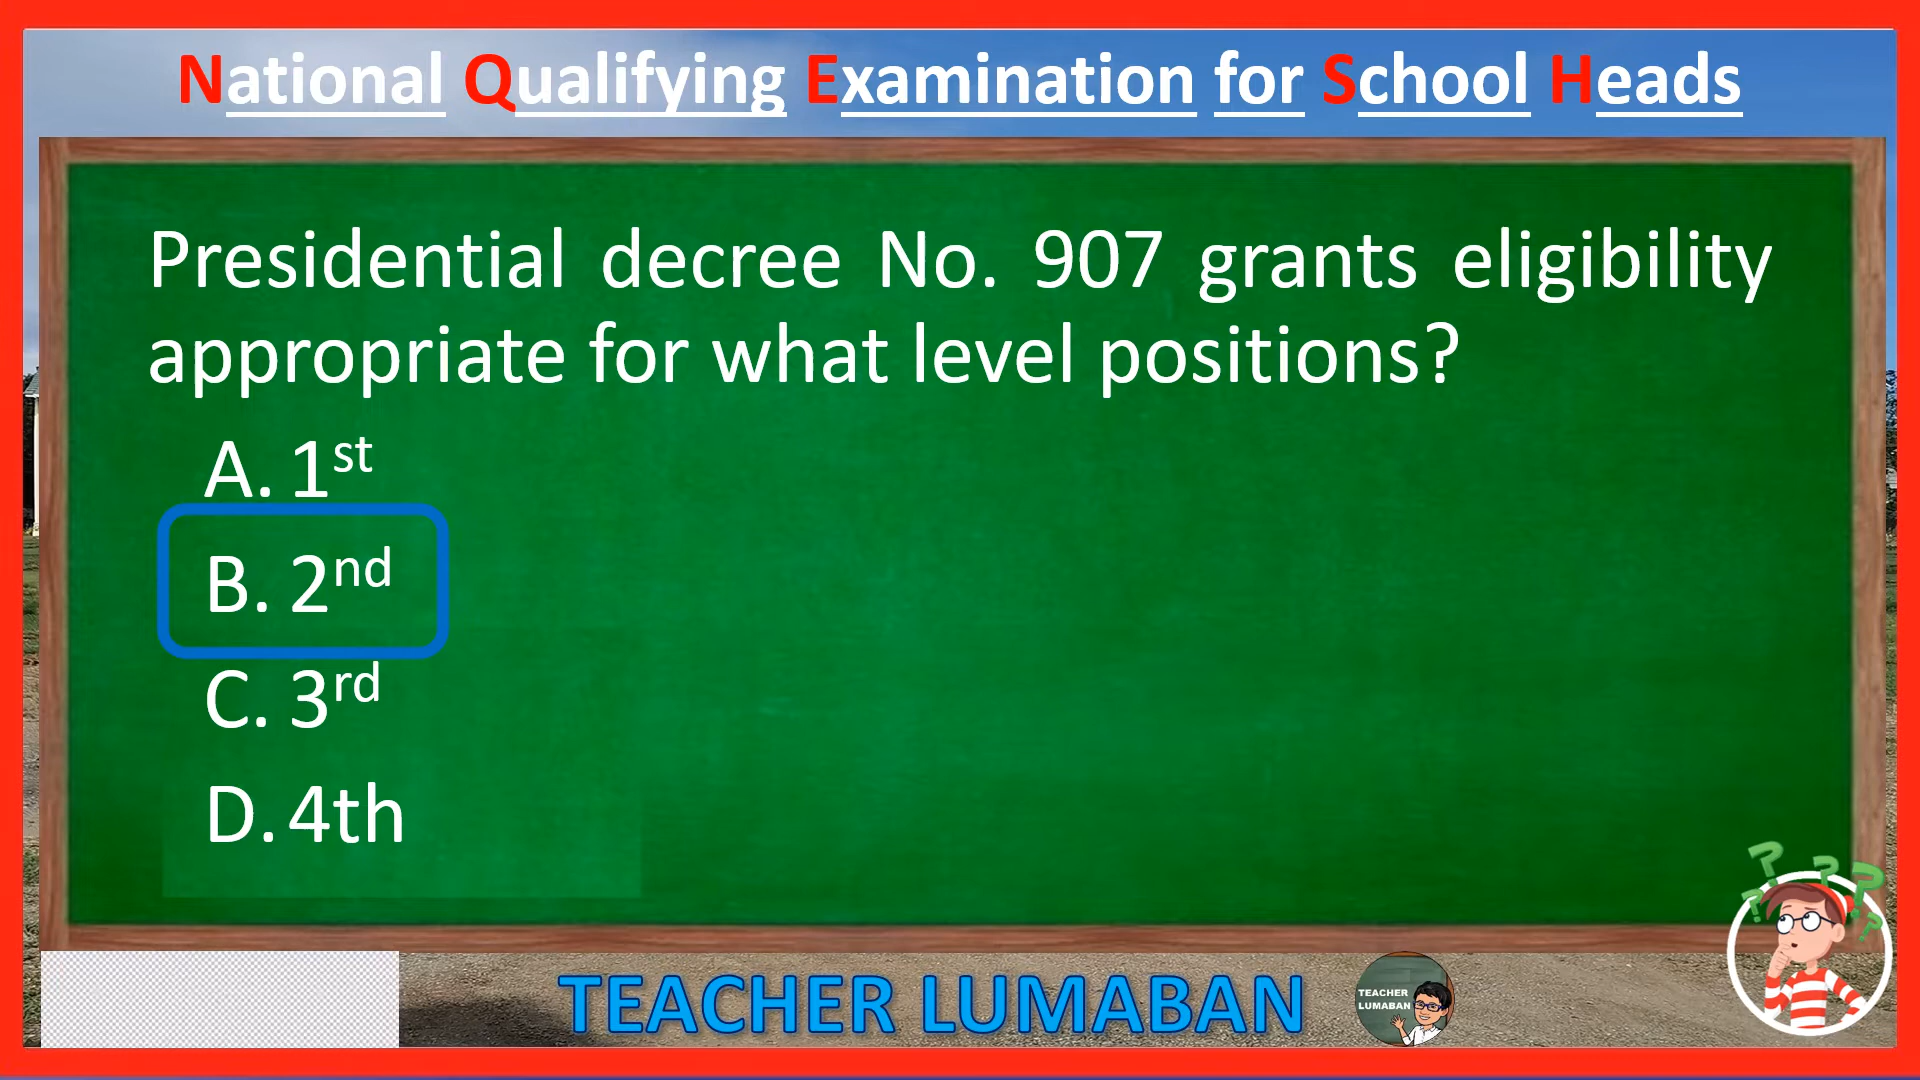 National Qualifying Examination for School Heads
Presidential decree No. 907 grants eligibility
appropriate for what level positions?
A. 1st
B. 2nd
C. 3rd
D. 4th
TEACHER LUMABAN
TEACHER
LUMABAN